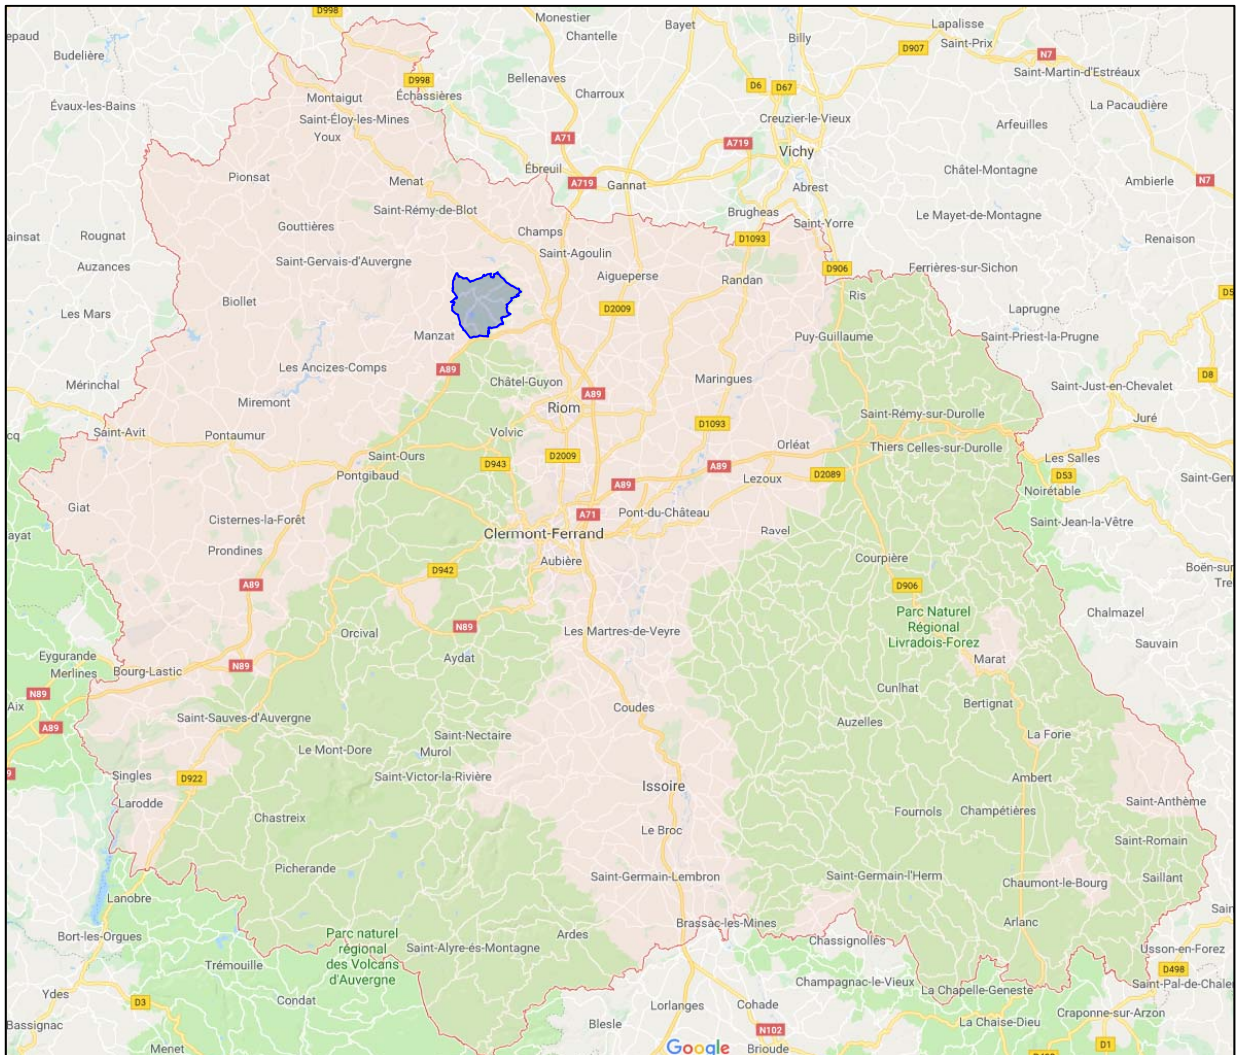 D998
Monestier
Chantelle
Bayet
Billy
Lapalisse
D907
Saint-Prix
N7
epaud
Budelière
Saint-Martin-d'Estréaux
D998
Bellenaves
Échassières
Charroux
D6
D67
Évaux-les-Bains
Montaigut
La Pacaudière
Saint-Éloy-les-Mines
Creuzier-le-Vieux
Arfeuilles
Youx
A71
A719
Vichy
Ébreuil
Châtel-Montagne
Pionsat
Menat
A719
Gannat
Abrest
Ambierle
N7
Saint-Rémy-de-Blot
Brugheas
Le Mayet-de-Montagne
Gouttières
Champs
Saint-Yorre
ainsat
Rougnat
D1093
Renaison
Saint-Agoulin
Auzances
Saint-Gervais-d'Auvergne
Aigueperse
Randan
D906
Ferrières-sur-Sichon
Biollet
Ris
D5
Les Mars
D2009
Laprugne
Manzat
Puy-Guillaume
Saint-Priest-la-Prugne
Les Ancizes-Comps
A89
Châtel-Guyon
Maringues
D8
Mérinchal
A89
Saint-Just-en-Chevalet
Miremont
Riom
Saint-Rémy-sur-Durolle
Juré
cq
Saint-Avit
Pontaumur
Volvic
D1093
Orléat
Thiers
Celles-sur-Durolle
Saint-Ours
D943
D2009
A89
Les Salles
Pontgibaud
A89
Lezoux
D2089
D53
Saint-Germ
Noirétable
Giat
Cisternes-la-Forêt
A71
Pont-du-Château
Saint-Jean-la-Vêtre
ayat
Clermont-Ferrand
Ravel
Prondines
Aubière
Courpière
Boën-sur
D942
Tre
A89
D906
Parc Naturel
Régional
Livradois-Forez
Chalmazel
Orcival
N89
Les Martres-de-Veyre
Sauvain
Eygurande
Merlines
Bourg-Lastic
N89
Aydat
Marat
N89
Cunlhat
Aix
Bertignat
A89
Saint-Sauves-d'Auvergne
Coudes
Auzelles
Le Mont-Dore
Saint-Nectaire
La Forie
Murol
9
Singles
D922
Saint-Victor-la-Rivière
Issoire
Ambert
Larodde
Saint-Anthème
Chastreix
Fournols
Champétières
Le Broc
Saint-Romain
Picherande
Saint-Germain-Lembron
Saint-Germain-l'Herm
Chaumont-le-Bourg
Saillant
Lanobre
Brassac-les-Mines
Arlanc
Sain
Bort-les-Orgues
Parc naturel
régional
des Volcans
d'Auvergne
Ardes
Chassignolles
Saint-Alyre-ès-Montagne
Usson-en-Forez
Trémouille
D498
Ydes
Champagnac-le-Vieux
Saint-Pal-de-Chale
D3
Condat
La Chapelle-Geneste
Lorlanges
Cohade
Craponne-sur-Arzon
Bassignac
Blesle
N102
La Chaise-Dieu
Menet
Google
Brioude
D1